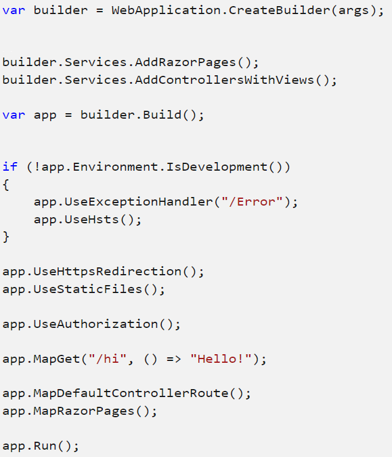 var builder = WebApplication.CreateBuilder(args);
builder.Services.AddRazorPages();
builder.Services.AddControllersWithViews();
var app = builder.Build();
if (!app.Environment.IsDevelopment())
{
    app.UseExceptionHandler("/Error");
    app.UseHsts();
}
app.UseHttpsRedirection();
app.UseStaticFiles();
app.UseAuthorization();
app.MapGet("/hi", () => "Hello!");
app.MapDefaultControllerRoute();
app.MapRazorPages();
app.Run();